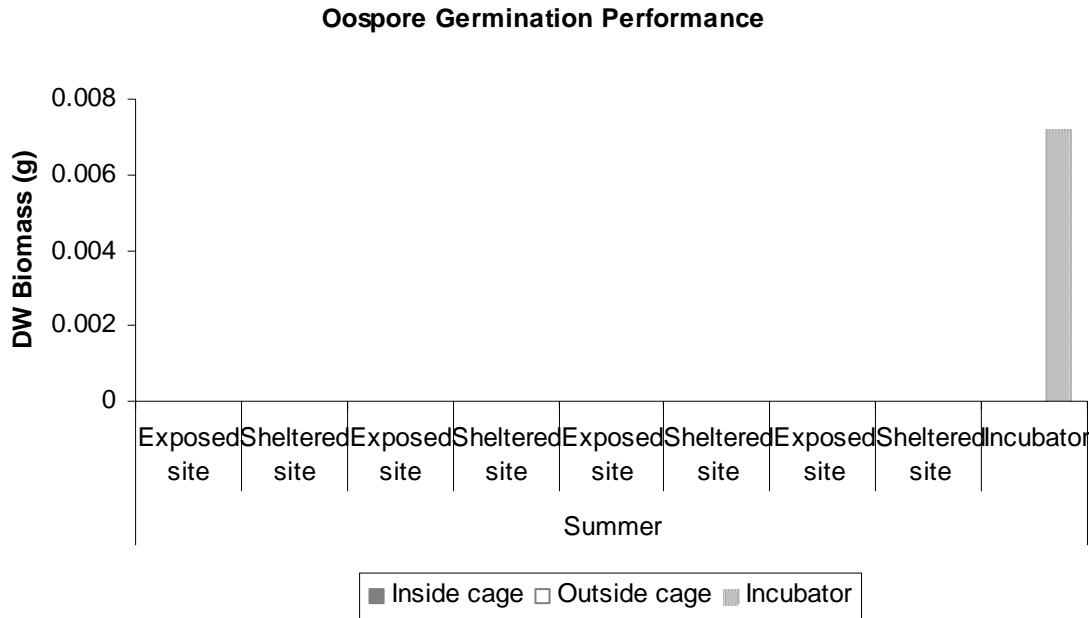 Oospore Germination Performance
0.008
0.006
0.004
0.002
0
DW Biomass (g)
Exposed Sheltered Exposed Sheltered Exposed Sheltered Exposed Sheltered Incubator
site site site site site site site site
Summer
Inside cage Outside cage Incubator